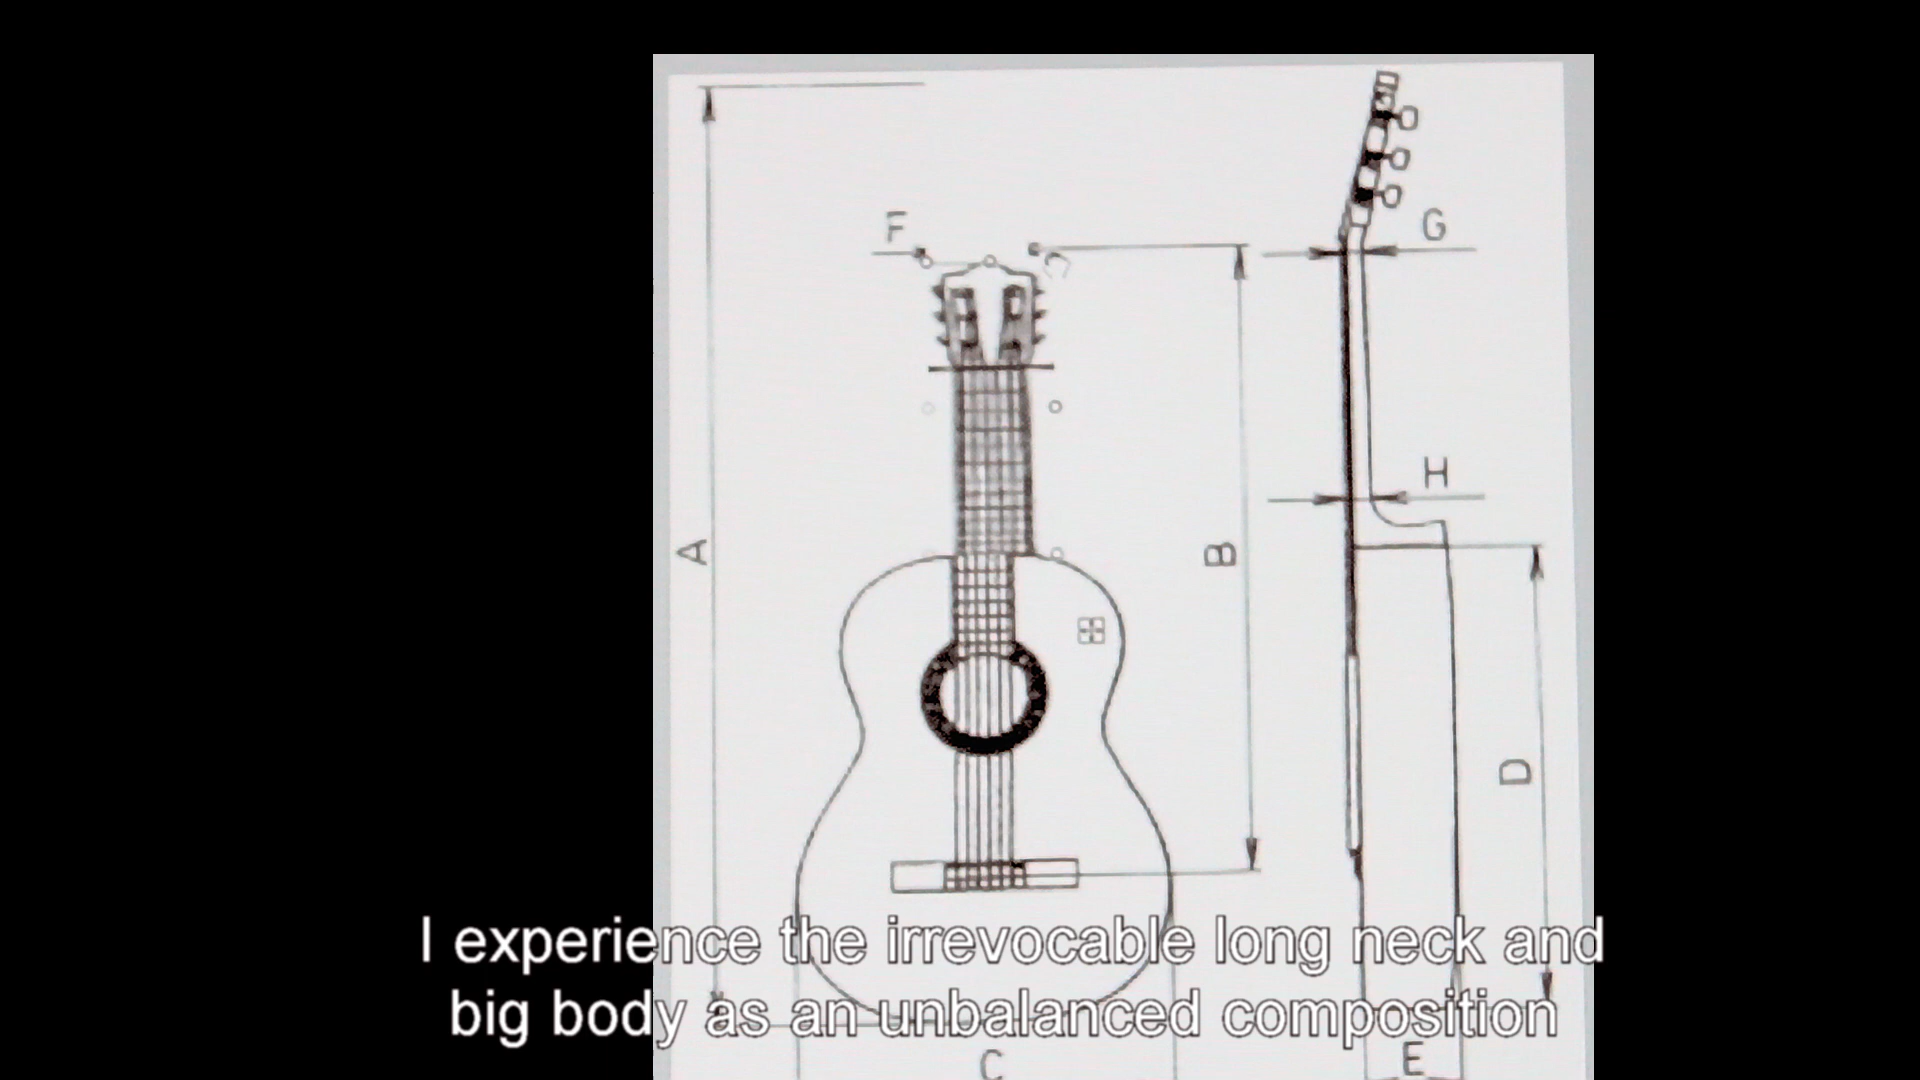 F
G
H
A
B
D
I experience the irrevocable long neck and
big body as an unbalanced composition
C
E